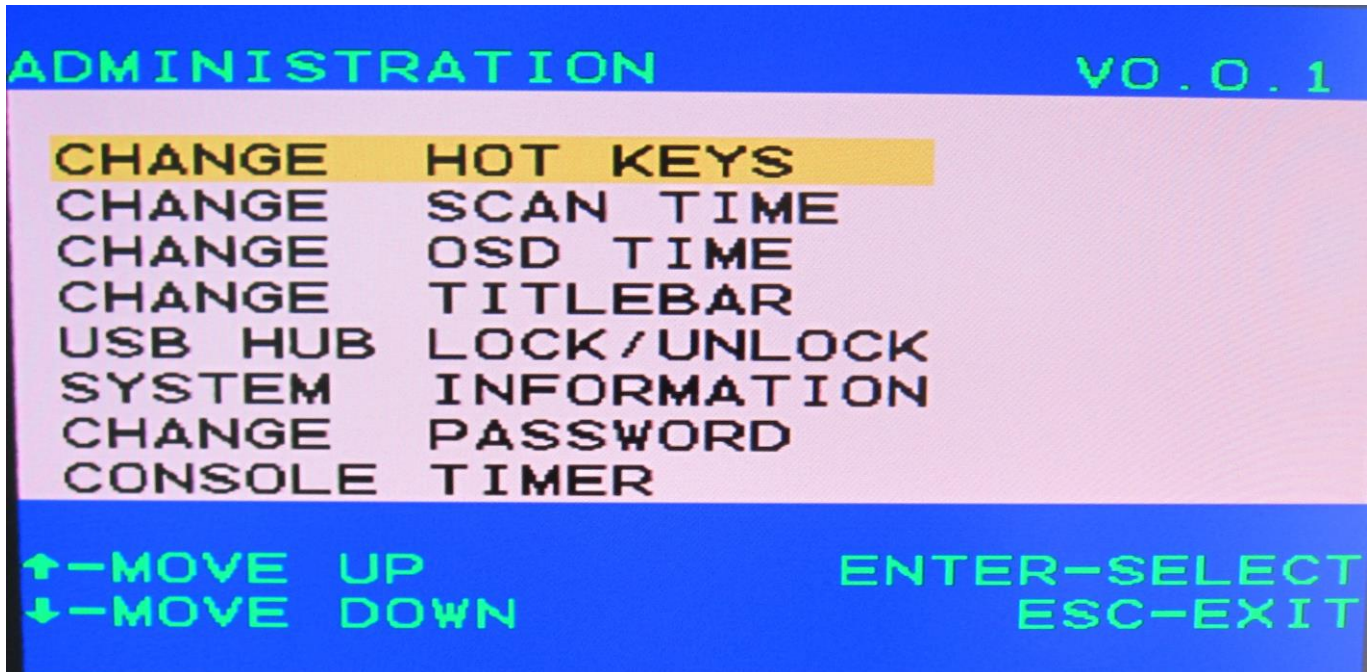 ADMINISTRATION V0.0.1
CHANGE HOT KEYS
CHANGE SCAN TIME
CHANGE OSD TIME
CHANGE TITLEBAR
USB HUB LOCK/UNLOCK
SYSTEM INFORMATION
CHANGE PASSWORD
CONSOLE TIMER
↑-MOVE UP ENTER-SELECT
↓-MOVE DOWN ESC-EXIT